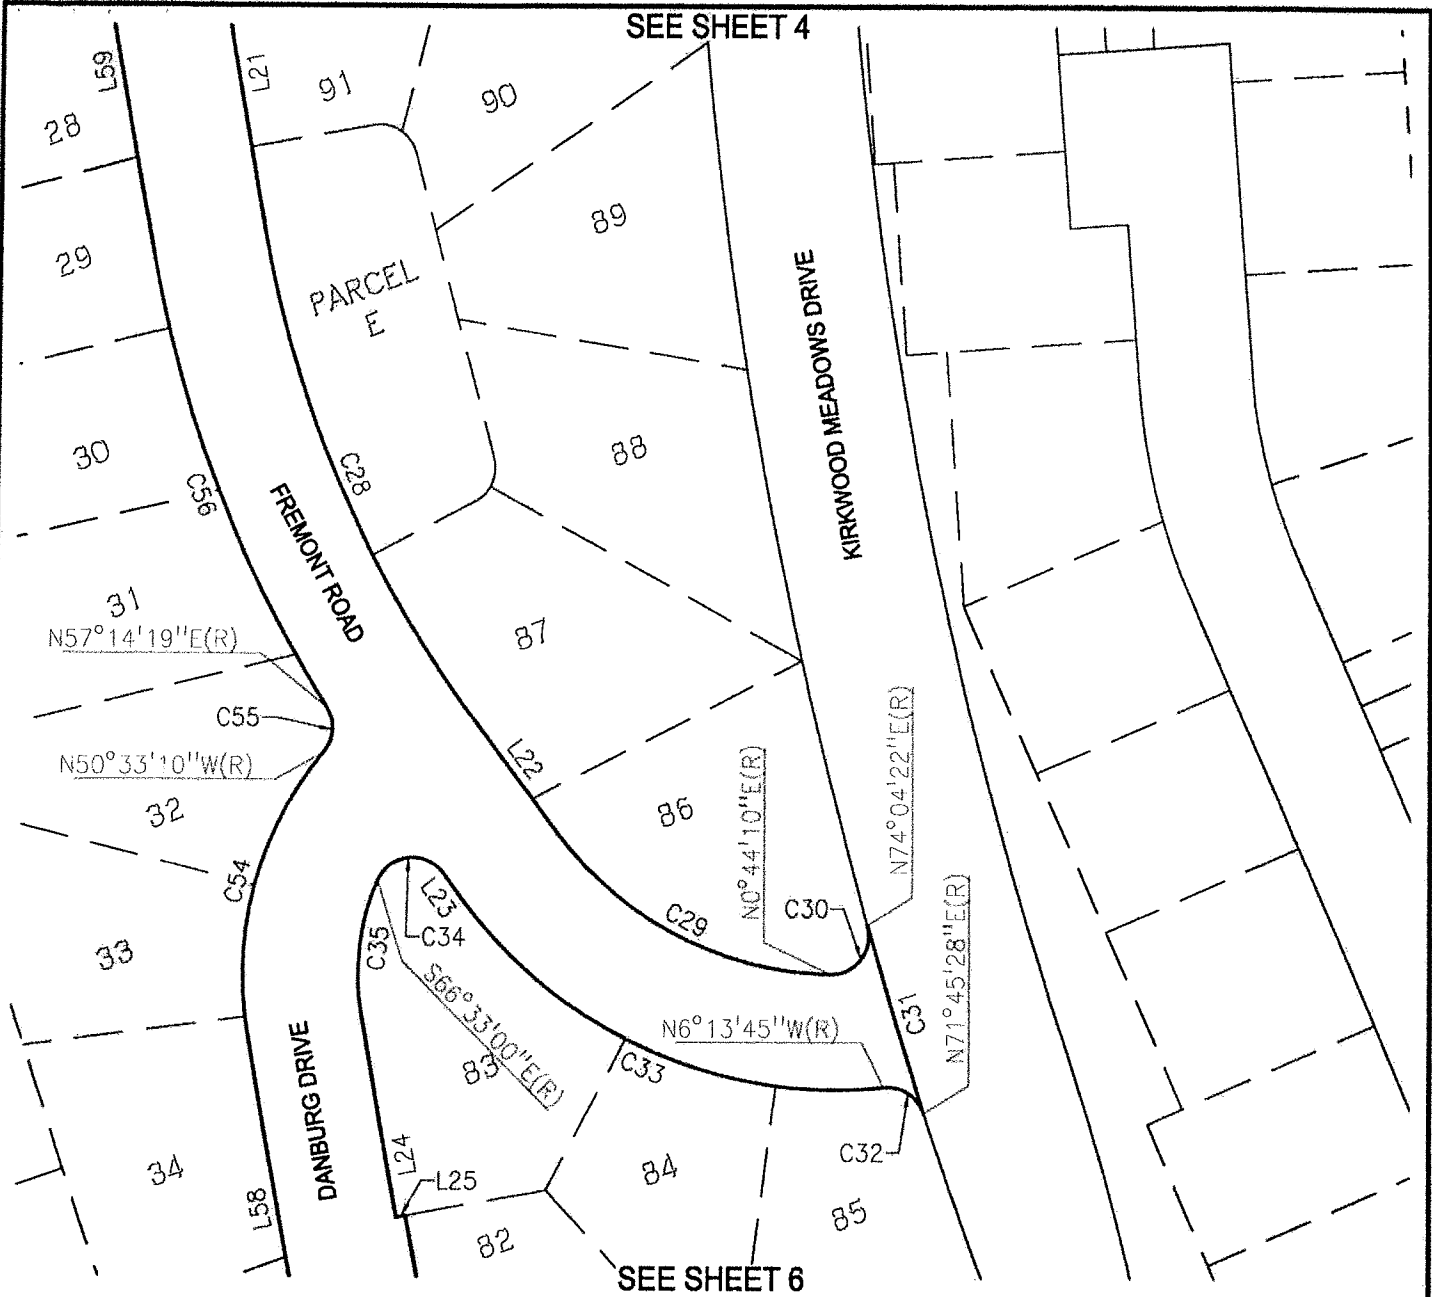 SEE SHEET 4
L59
L21
91
90
28
89
29
PARCEL
E
KIRKWOOD MEADOWS DRIVE
30
C56
C28
88
FREMONT ROAD
31
87
N57°14'19"E(R)
C55
N50°33'10"W(R)
L22
32
86
N0°44'10"E(R)
N74°04'22"E(R)
C54
L23
C29
C30
C34
C35
33
S66°33'00"E(R)
N6°13'45"W(R)
C31
N71°45'28"E(R)
83
C33
DANBURG DRIVE
L24
C32
34
84
L25
L58
85
82
SEE SHEET 6